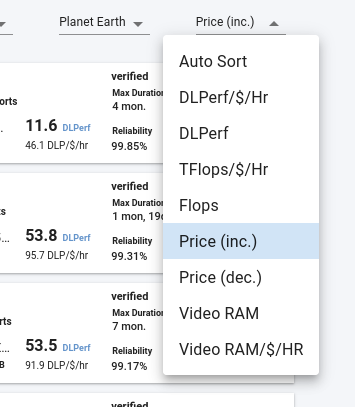 Planet Earth
Price (inc.)
Auto Sort
DLPerf/$/Hr
DLPerf
TFlops/$/Hr
Flops
Price (inc.)
Price (dec.)
Video RAM
Video RAM/$/HR
verified
Max Duration
orts
4 mon.
11.6 DLPerf
Reliability
46.1 DLP/$/hr
99.85%
verified
Max Duration
ts
1 mon, 19d
53.8 DLPerf
Reliability
95.7 DLP/$/hr
99.31%
verified
Max Duration
rts
7 mon.
53.5 DLPerf
Reliability
B
91.9 DLP/$/hr
99.17%